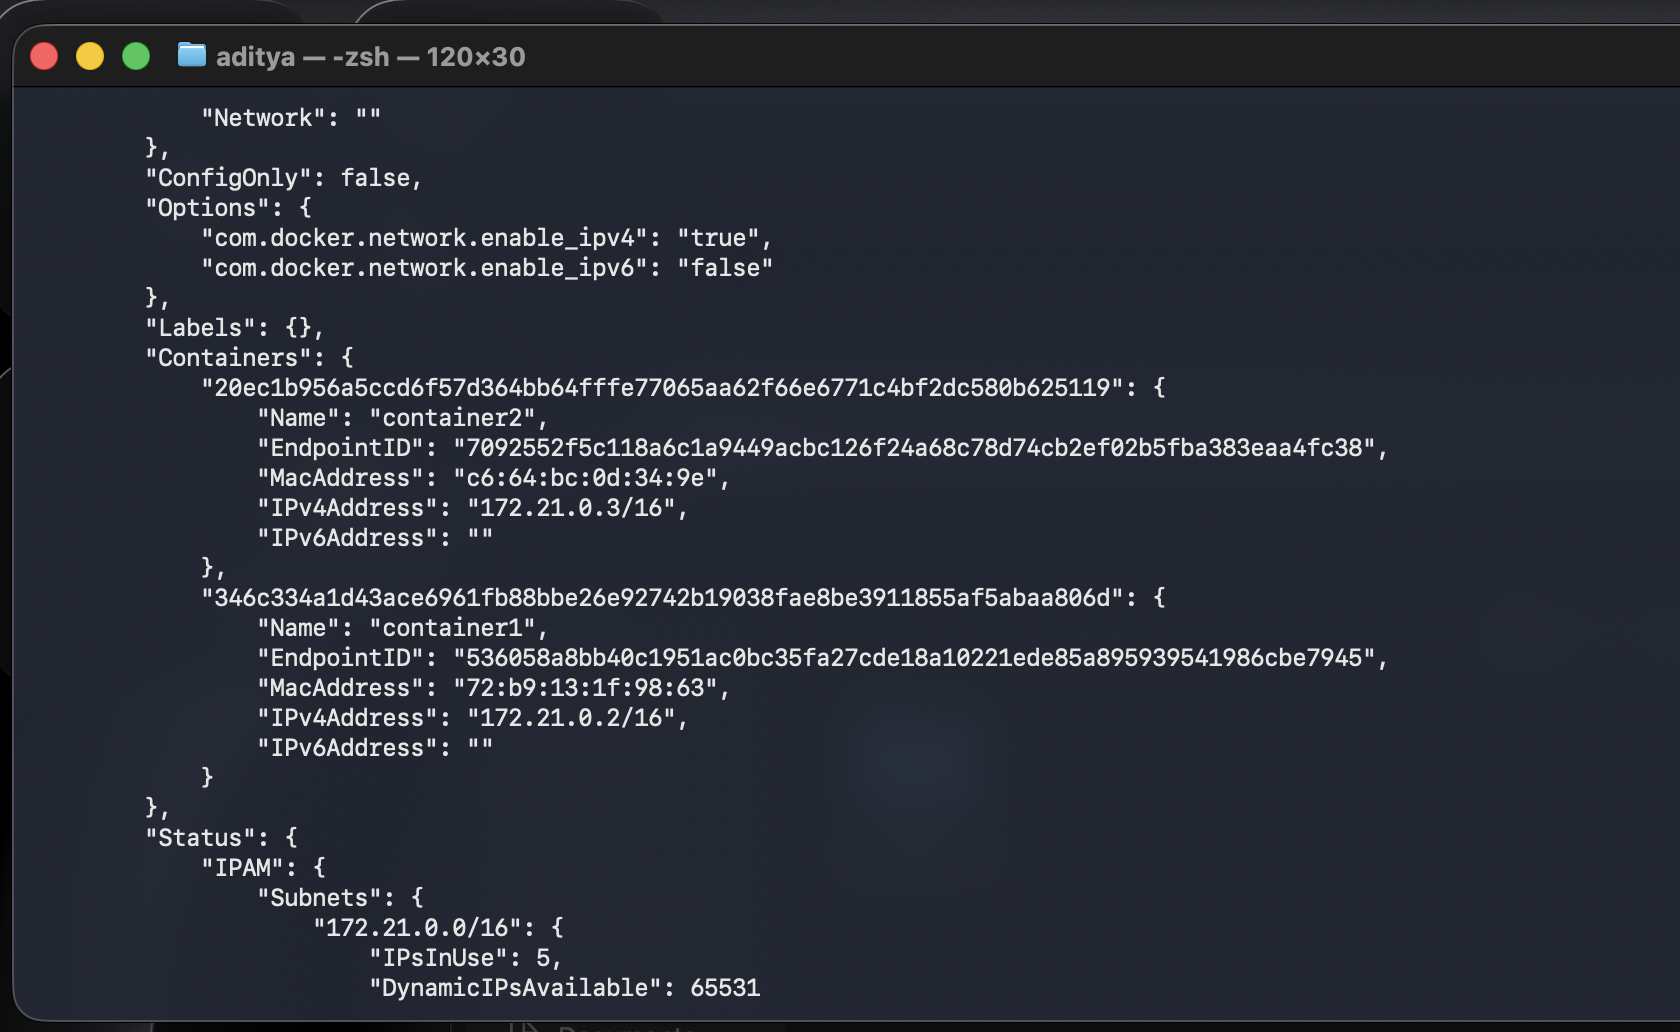 aditya — -zsh — 120×30
"Network": ""
},
"ConfigOnly": false,
"Options": {
"com.docker.network.enable_ipv4": "true",
"com.docker.network.enable_ipv6": "false"
},
"Labels": {},
"Containers": {
"20ec1b956a5ccd6f57d364bb64fffe77065aa62f66e6771c4bf2dc580b625119": {
"Name": "container2",
"EndpointID": "7092552f5c118a6c1a9449acbc126f24a68c78d74cb2ef02b5fba383eaa4fc38",
"MacAddress": "c6:64:bc:0d:34:9e",
"IPv4Address": "172.21.0.3/16",
"IPv6Address": ""
},
"346c334a1d43ace6961fb88bbe26e92742b19038fae8be3911855af5abaa806d": {
"Name": "container1",
"EndpointID": "536058a8bb40c1951ac0bc35fa27cde18a10221ede85a895939541986cbe7945",
"MacAddress": "72:b9:13:1f:98:63",
"IPv4Address": "172.21.0.2/16",
"IPv6Address": ""
}
},
"Status": {
"IPAM": {
"Subnets": {
"172.21.0.0/16": {
"IPsInUse": 5,
"DynamicIPsAvailable": 65531